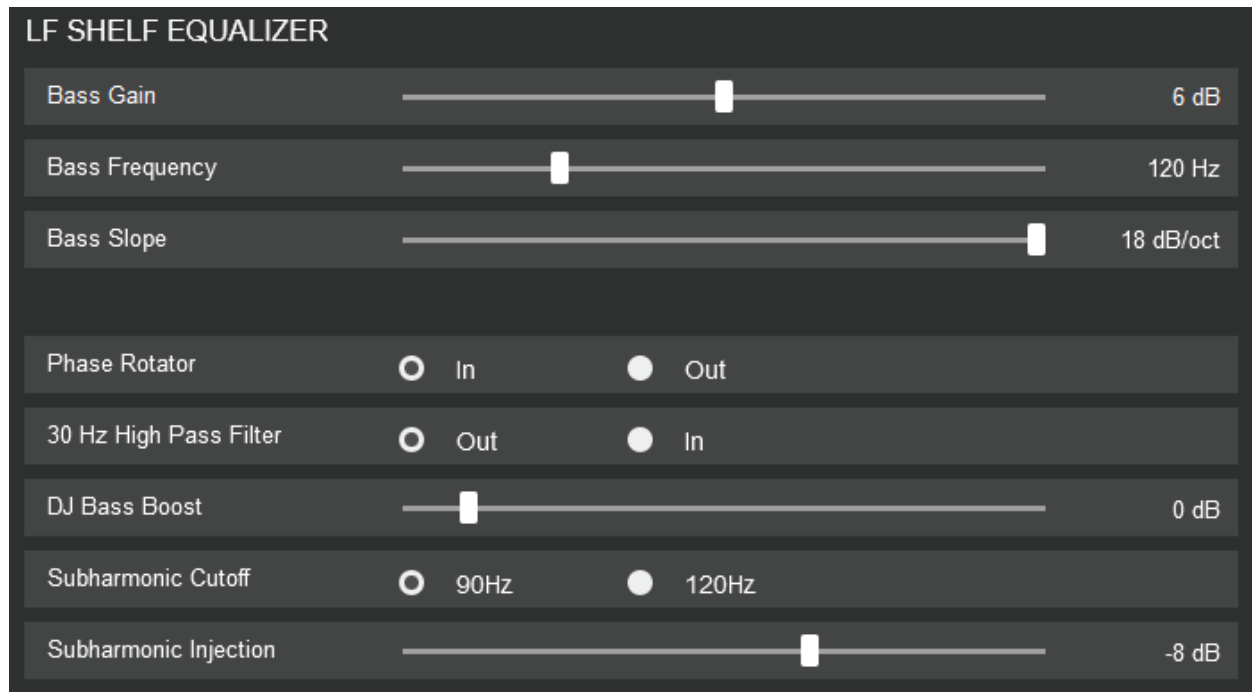 LF SHELF EQUALIZER
Bass Gain 6 dB
Bass Frequency 120 Hz
Bass Slope 18 dB/oct
Phase Rotator In Out
30 Hz High Pass Filter Out In
DJ Bass Boost 0 dB
Subharmonic Cutoff 90Hz 120Hz
Subharmonic Injection -8 dB